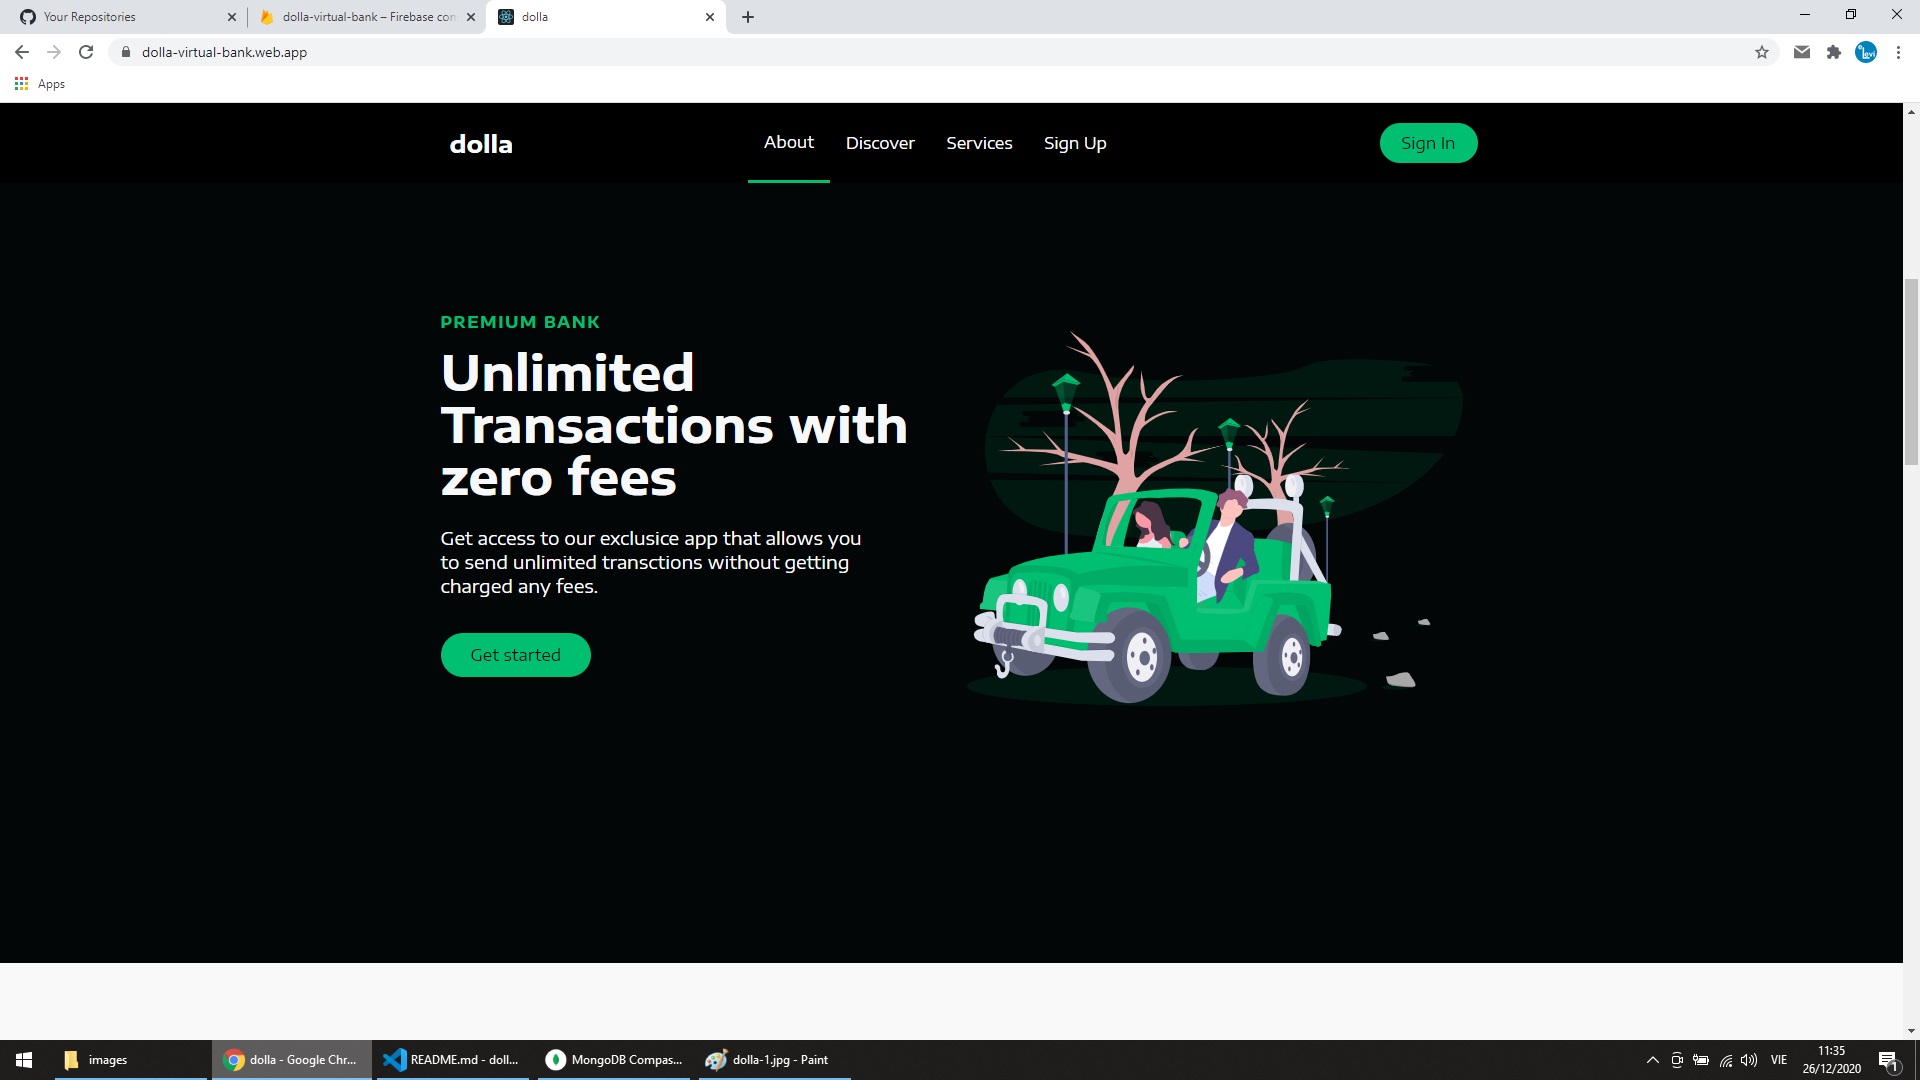 Your Repositories
dolla-virtual-bank – Firebase con
dolla
dolla-virtual-bank.web.app
Apps
dolla
About
Discover
Services
Sign Up
Sign In
PREMIUM BANK
Unlimited
Transactions with
zero fees
Get access to our exclusice app that allows you
to send unlimited transctions without getting
charged any fees.
Get started
images
dolla - Google Chr...
README.md - doll...
MongoDB Compas...
dolla-1.jpg - Paint
VIE
11:35
26/12/2020
1